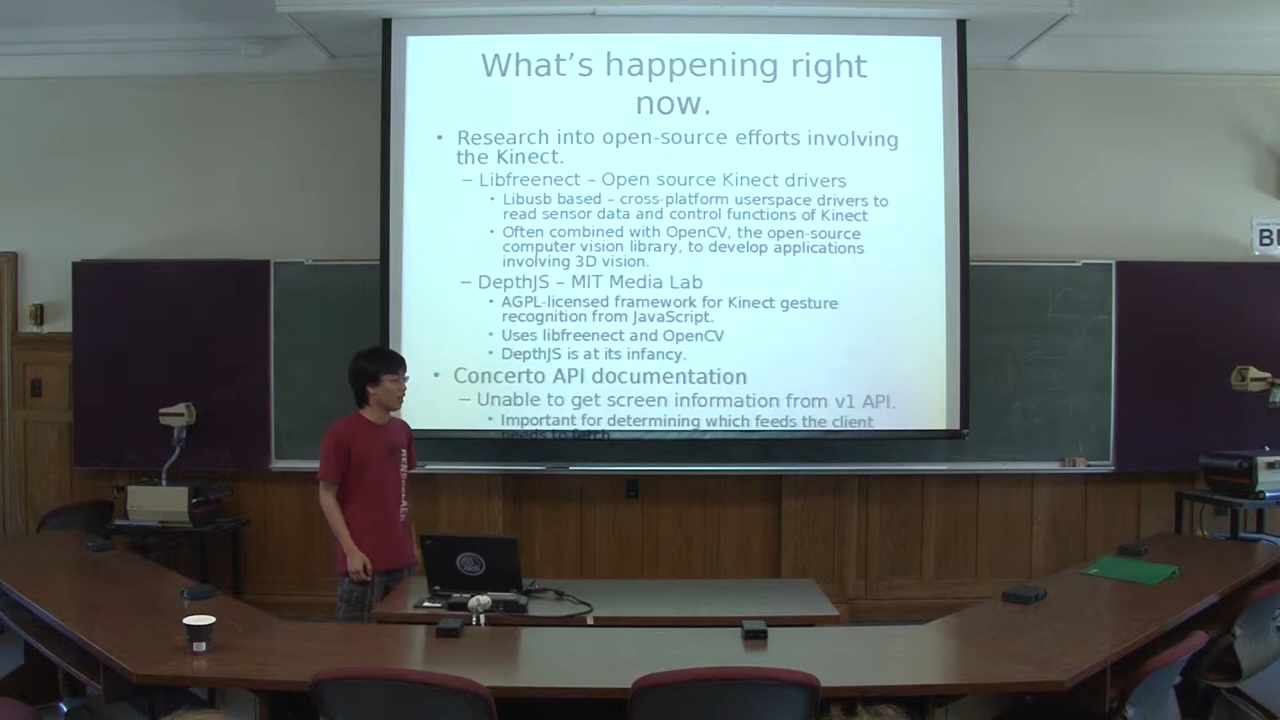 What's happening right
now.
• Research into open-source efforts involving
the Kinect.
– Libfreenect – Open source Kinect drivers
• Libusb based – cross-platform userspace drivers to
read sensor data and control functions of Kinect
• Often combined with OpenCV, the open-source
computer vision library, to develop applications
involving 3D vision.
– DepthJS – MIT Media Lab
• AGPL-licensed framework for Kinect gesture
recognition from JavaScript.
• Uses libfreenect and OpenCV
• DepthJS is at its infancy.
• Concerto API documentation
– Unable to get screen information from v1 API.
• Important for determining which feeds the client
needs to fetch
RENSSELAER